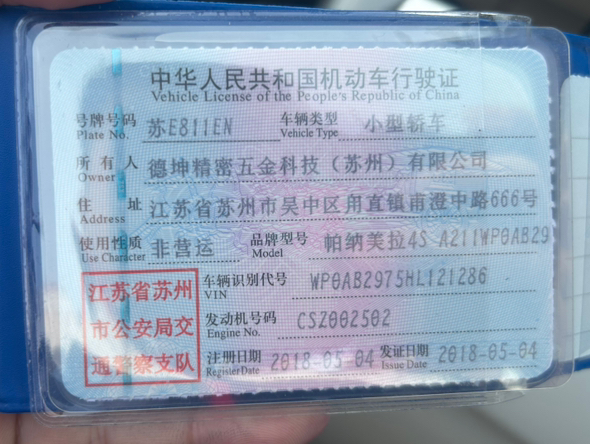 中华人民共和国机动车行驶证
Vehicle License of the People's Republic of China
号牌号码 苏E811EN 车辆类型 小型轿车
Plate No. Vehicle Type
所有人 德坤精密五金科技（苏州）有限公司
Owner
住址 江苏省苏州市吴中区甪直镇甫澄中路666号
Address
使用性质 非营运 品牌型号 帕纳美拉4S A211WP0AB29
Use Character Model
江苏省苏州
市公安局交
通警察支队
车辆识别代号 WP0AB2975HL121286
VIN
发动机号码 CSZ002502
Engine No.
注册日期 2018-05-04 发证日期 2018-05-04
Register Date Issue Date